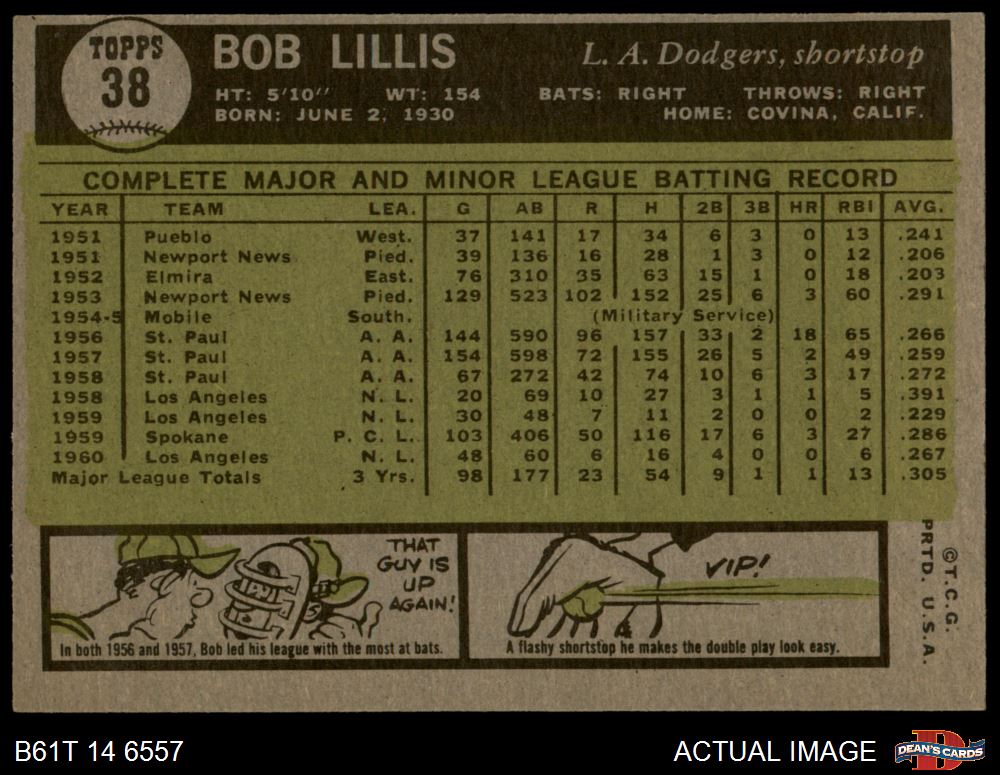 TOPPS
38
BOB LILLIS
L. A. Dodgers, shortstop
HT: 5'10" WT: 154 BATS: RIGHT THROWS: RIGHT
BORN: JUNE 2, 1930 HOME: COVINA, CALIF.
COMPLETE MAJOR AND MINOR LEAGUE BATTING RECORD
YEAR TEAM LEA. G AB R H 2B 3B HR RBI AVG.
1951 Pueblo West. 37 141 17 34 6 3 0 13 .241
1951 Newport News Pied. 39 136 16 28 1 3 0 12 .206
1952 Elmira East. 76 310 35 63 15 1 0 18 .203
1953 Newport News Pied. 129 523 102 152 25 6 3 60 .291
1954-5 Mobile South. (Military Service)
1956 St. Paul A. A. 144 590 96 157 33 2 18 65 .266
1957 St. Paul A. A. 154 598 72 155 26 5 2 49 .259
1958 St. Paul A. A. 67 272 42 74 10 6 3 17 .272
1958 Los Angeles N. L. 20 69 10 27 3 1 1 5 .391
1959 Los Angeles N. L. 30 48 7 11 2 0 0 2 .229
1959 Spokane P. C. L. 103 406 50 116 17 6 3 27 .286
1960 Los Angeles N. L. 48 60 6 16 4 0 0 6 .267
Major League Totals 3 Yrs. 98 177 23 54 9 1 1 13 .305
THAT
GUY IS
UP
AGAIN!
In both 1956 and 1957, Bob led his league with the most at bats.
VIP!
A flashy shortstop he makes the double play look easy.
©T.C.G.
PRTD. U.S.A.
B61T 14 6557
ACTUAL IMAGE
D
DEAN'S CARDS